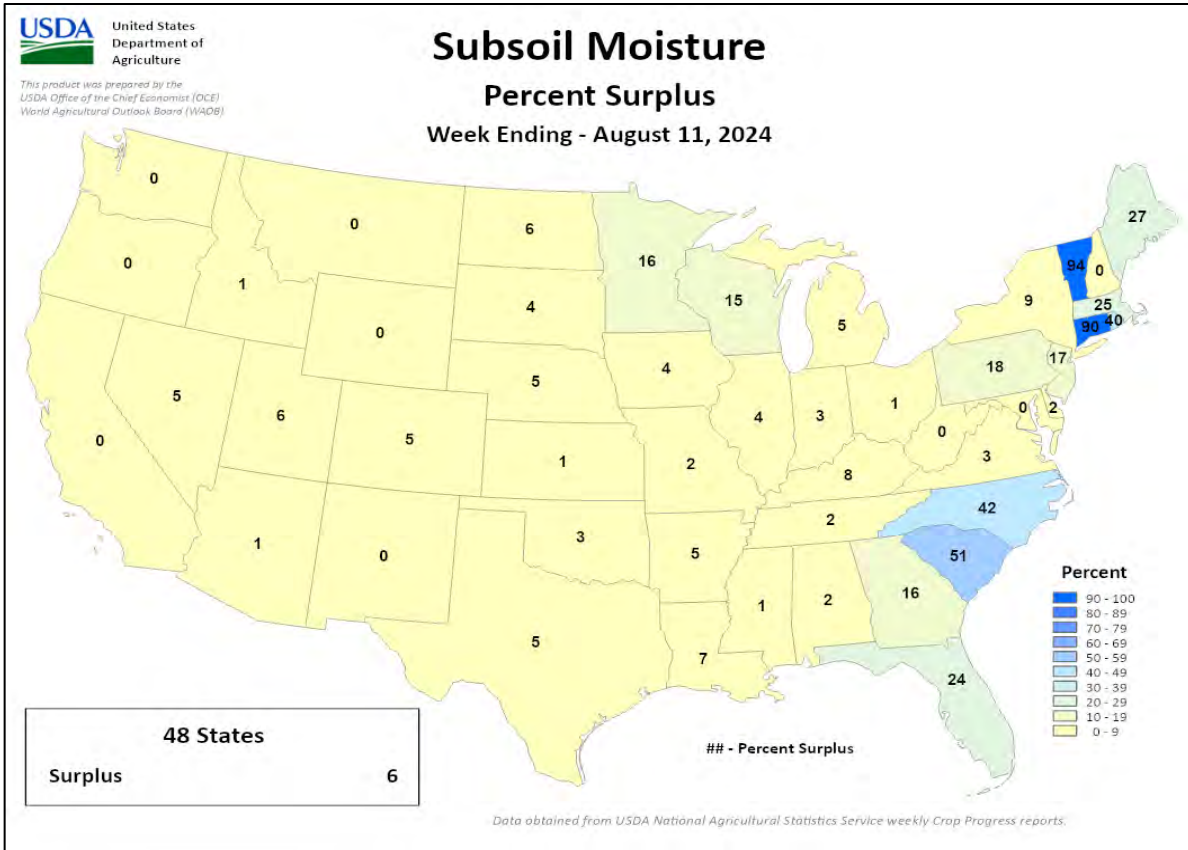 USDA
United States
Department of
Agriculture
This product was prepared by the
USDA Office of the Chief Economist (OCE)
World Agricultural Outlook Board (WAOB)
Subsoil Moisture
Percent Surplus
Week Ending - August 11, 2024
0
0
6
16
27
94
0
0
1
4
15
9
25
40
90
0
5
5
4
18
17
5
6
5
4
3
1
0
2
0
1
2
0
3
8
3
1
0
3
5
2
42
51
1
2
16
5
7
24
Percent
90 - 100
80 - 89
70 - 79
60 - 69
50 - 59
40 - 49
30 - 39
20 - 29
10 - 19
0 - 9
48 States
Surplus 6
## - Percent Surplus
Data obtained from USDA National Agricultural Statistics Service weekly Crop Progress reports.